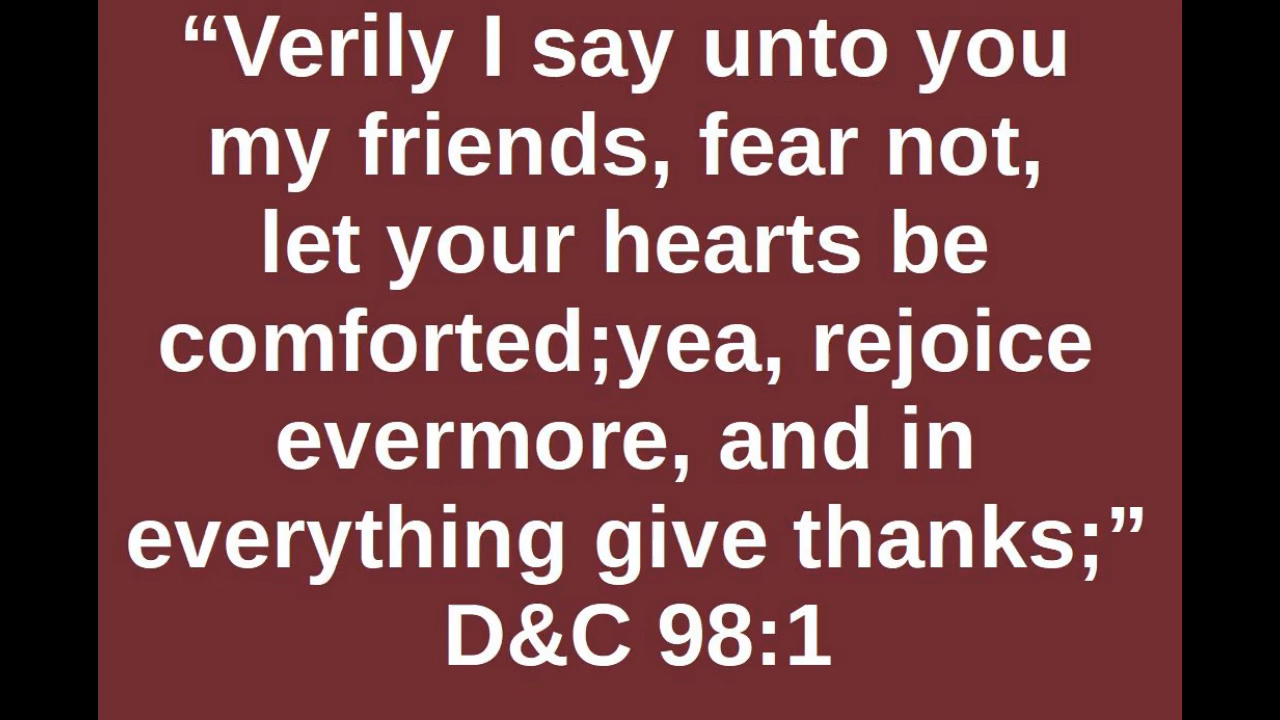 “Verily I say unto you
my friends, fear not,
let your hearts be
comforted;yea, rejoice
evermore, and in
everything give thanks;”
D&C 98:1